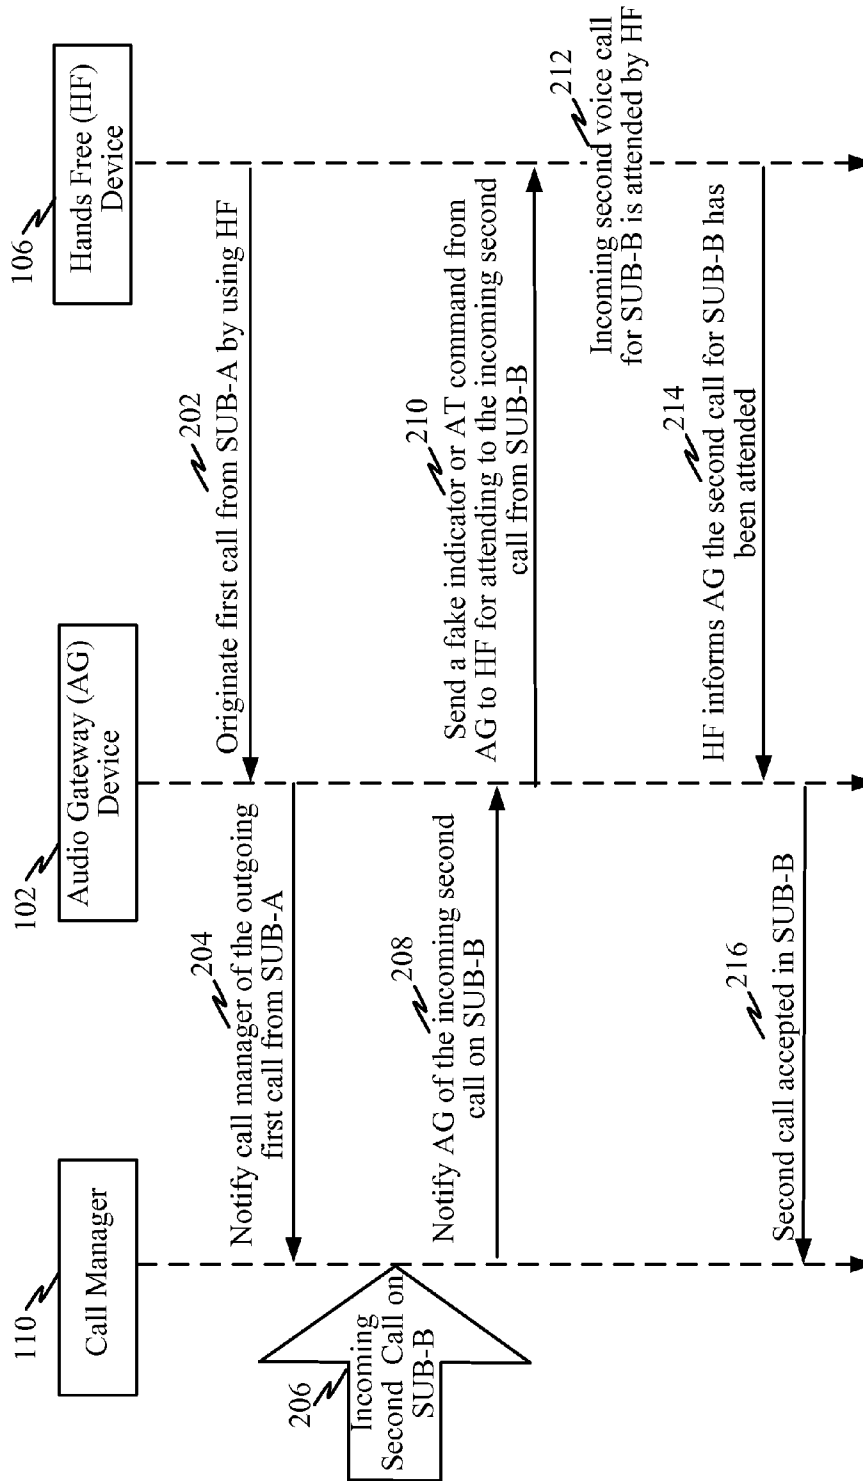 110
Call Manager
102
Audio Gateway (AG)
Device
106
Hands Free (HF)
Device
202
Originate first call from SUB-A by using HF
204
Notify call manager of the outgoing
first call from SUB-A
206
Incoming
Second Call on
SUB-B
208
Notify AG of the incoming second
call on SUB-B
210
Send a fake indicator or AT command from
AG to HF for attending to the incoming second
call from SUB-B
212
Incoming second voice call
for SUB-B is attended by HF
214
HF informs AG the second call for SUB-B has
been attended
216
Second call accepted in SUB-B